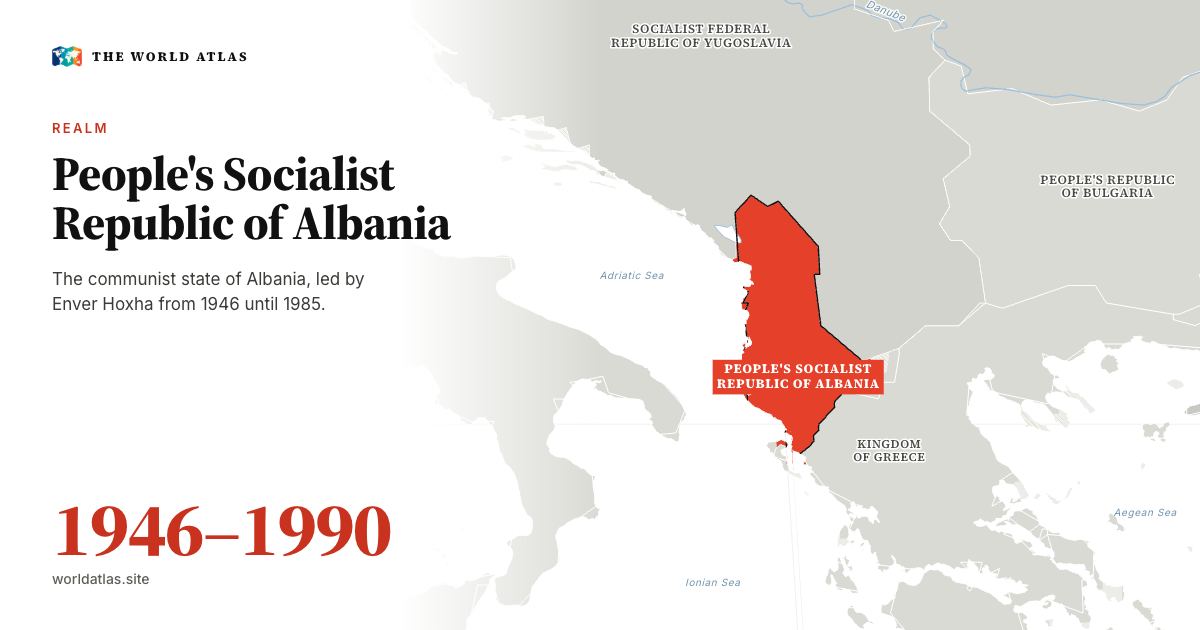 THE WORLD ATLAS
REALM
People's Socialist
Republic of Albania
The communist state of Albania, led by
Enver Hoxha from 1946 until 1985.
1946–1990
worldatlas.site
Danube
SOCIALIST FEDERAL
REPUBLIC OF YUGOSLAVIA
PEOPLE'S REPUBLIC
OF BULGARIA
Adriatic Sea
PEOPLE'S SOCIALIST
REPUBLIC OF ALBANIA
KINGDOM
OF GREECE
Aegean Sea
Ionian Sea